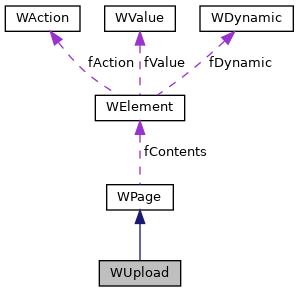 WAction WValue WDynamic
fAction fValue fDynamic
WElement
fContents
WPage
WUpload